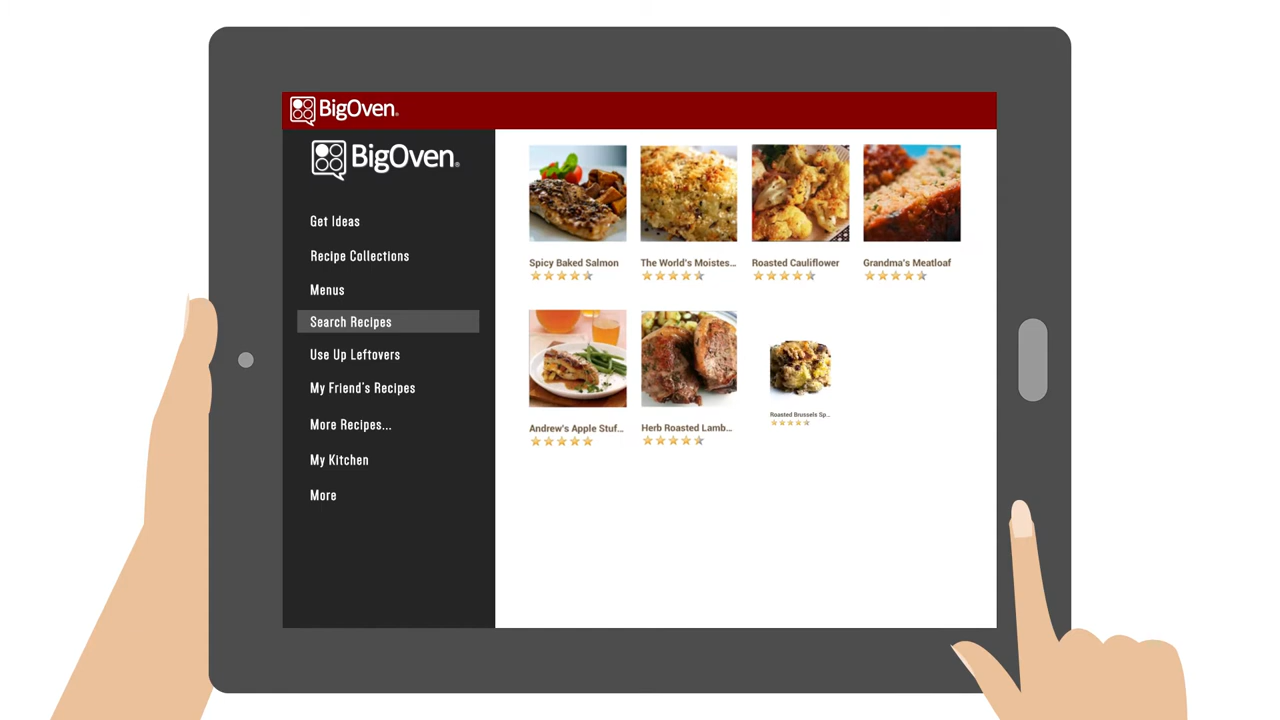 BigOven®
BigOven®
Get Ideas
Recipe Collections
Menus
Search Recipes
Use Up Leftovers
My Friend's Recipes
More Recipes...
My Kitchen
More
Spicy Baked Salmon
The World's Moistes...
Roasted Cauliflower
Grandma's Meatloaf
Andrew's Apple Stuf...
Herb Roasted Lamb...
Roasted Brussels Sp...